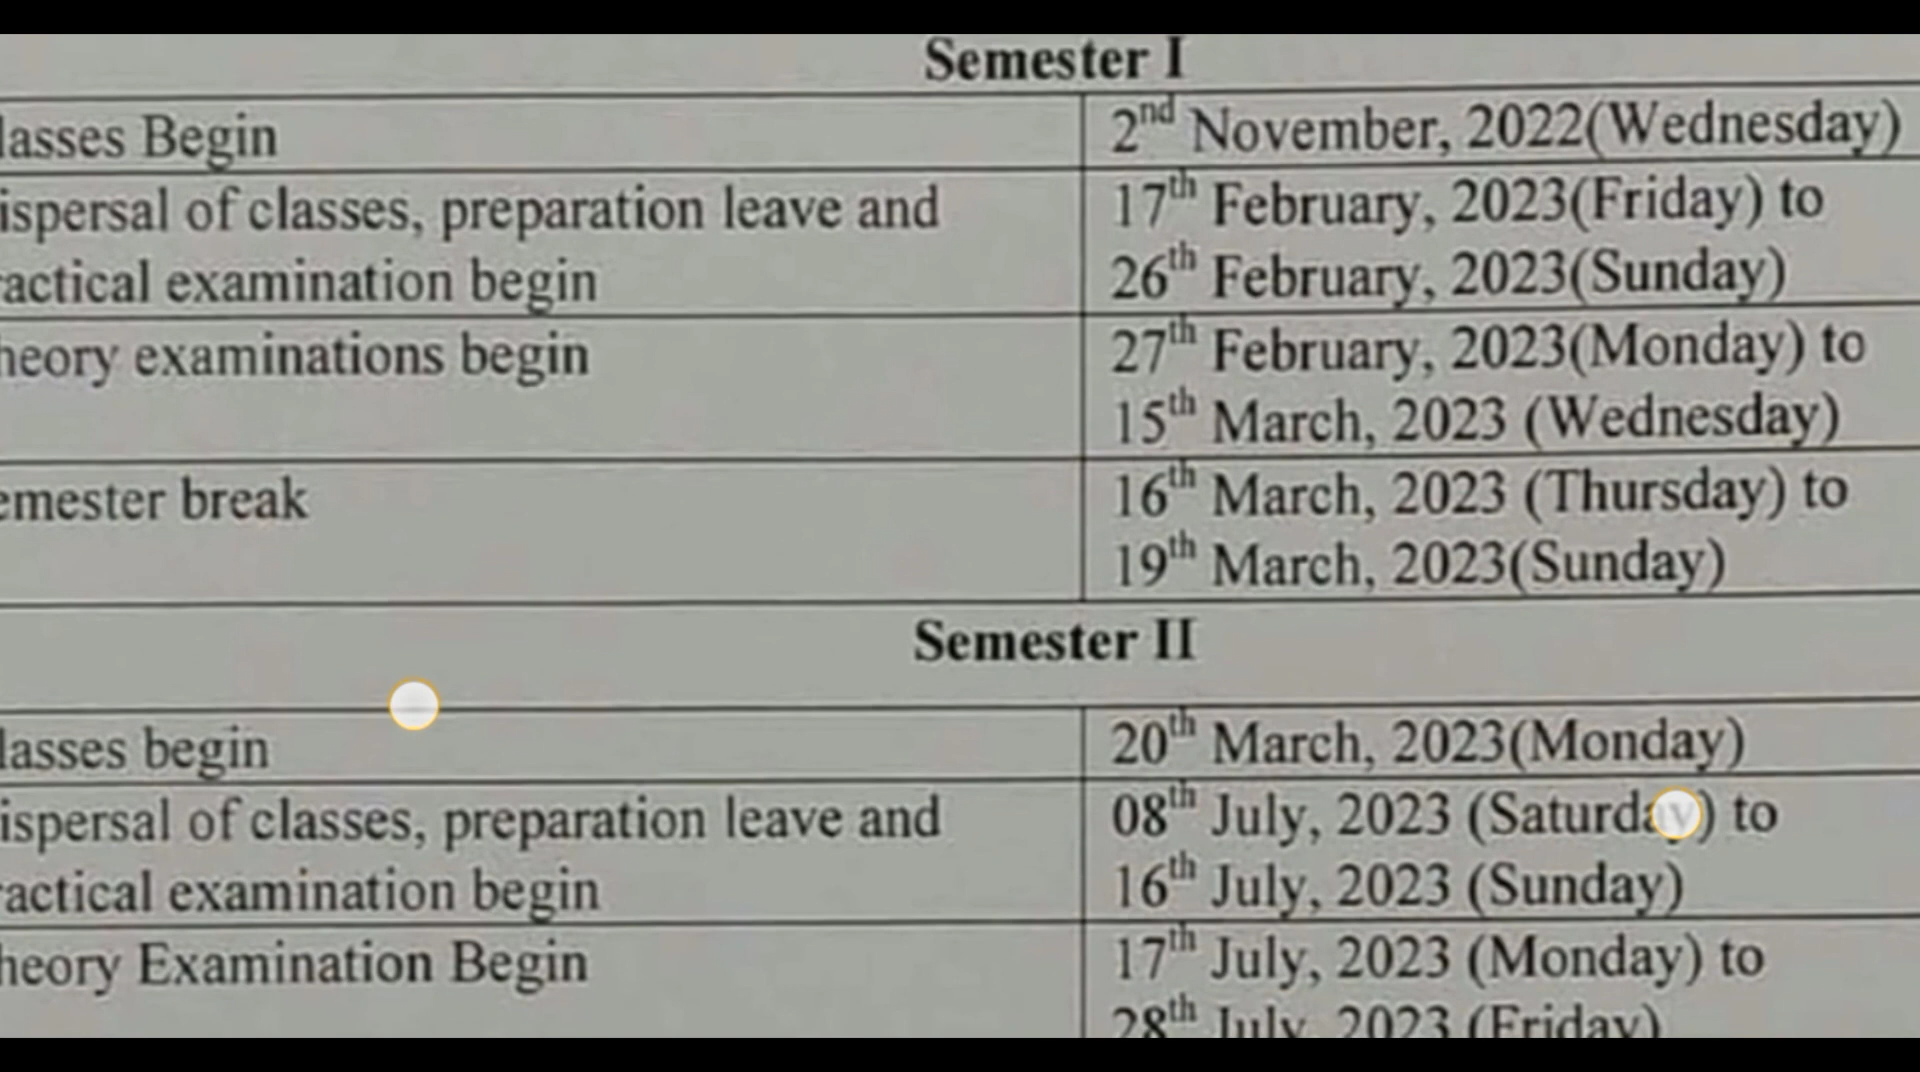 Semester I
lasses Begin 2nd November, 2022(Wednesday)
ispersal of classes, preparation leave and 17th February, 2023(Friday) to
ractical examination begin 26th February, 2023(Sunday)
heory examinations begin 27th February, 2023(Monday) to
15th March, 2023 (Wednesday)
emester break 16th March, 2023 (Thursday) to
19th March, 2023(Sunday)
Semester II
lasses begin 20th March, 2023(Monday)
ispersal of classes, preparation leave and 08th July, 2023 (Saturday) to
ractical examination begin 16th July, 2023 (Sunday)
heory Examination Begin 17th July, 2023 (Monday) to
28th July, 2023 (Friday)